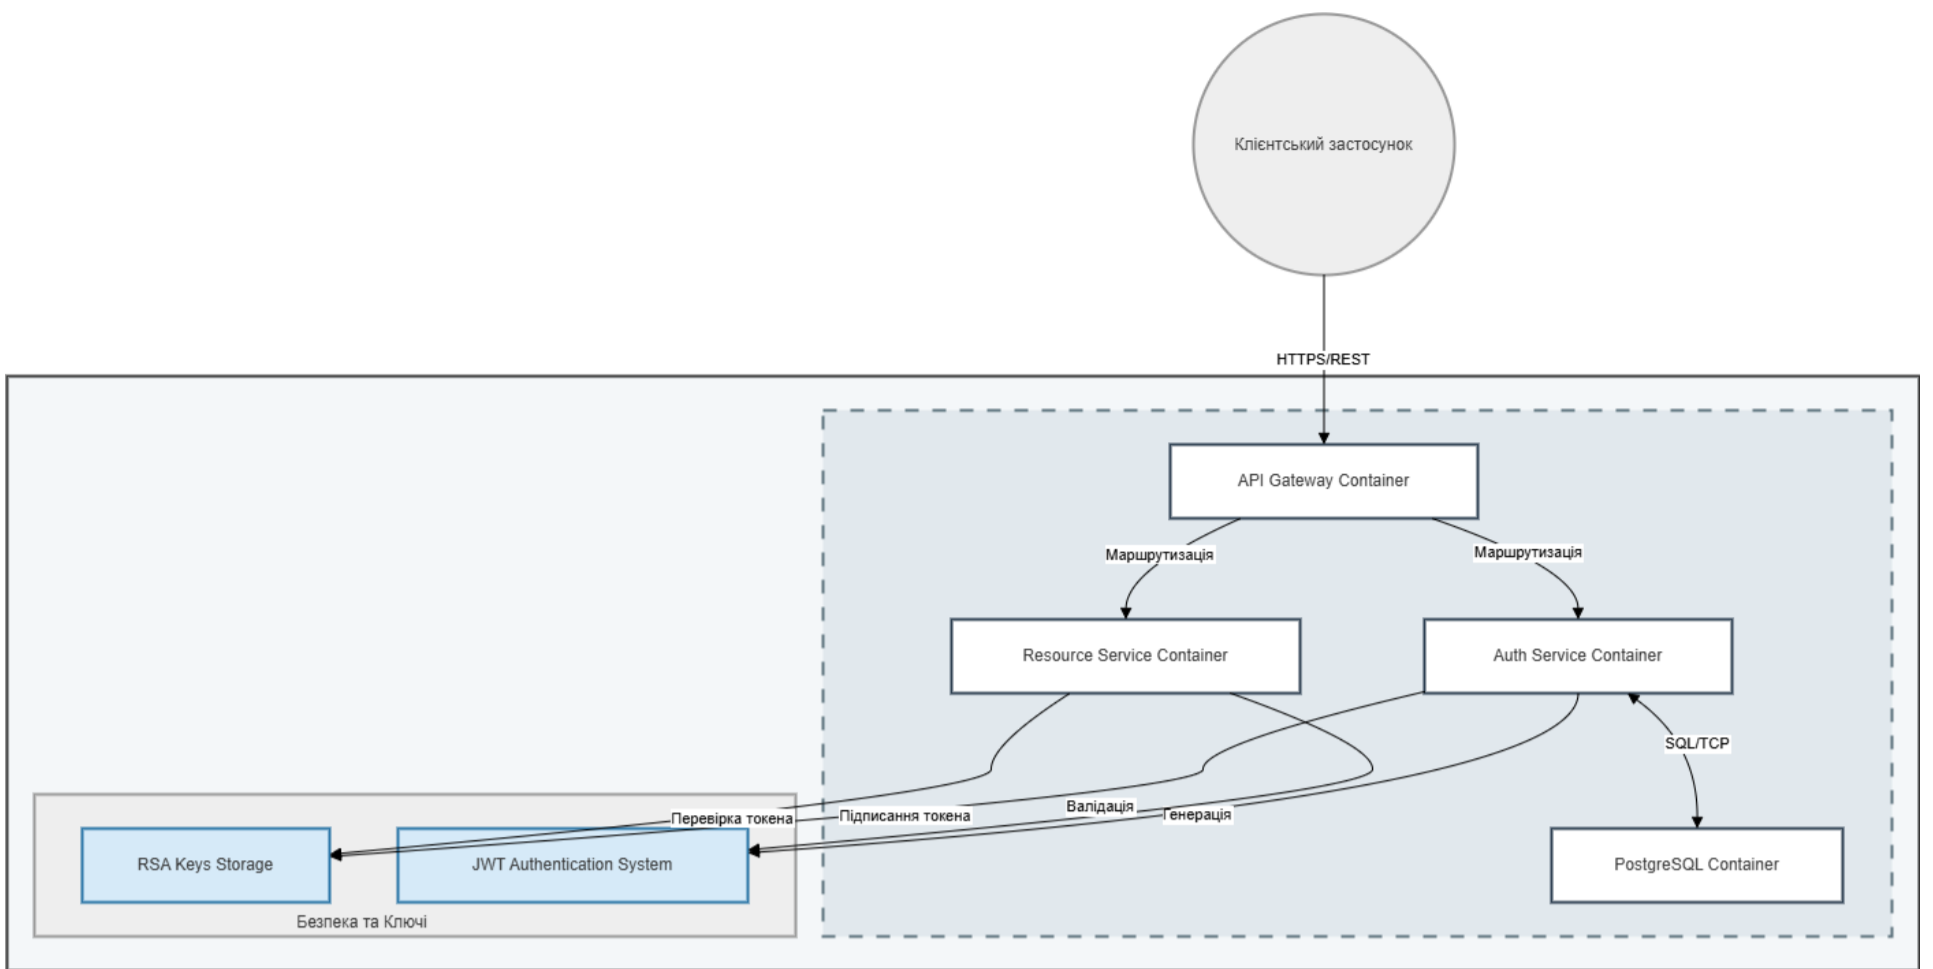 Клієнтський застосунок
HTTPS/REST
API Gateway Container
Маршрутизація
Маршрутизація
Resource Service Container
Auth Service Container
SQL/TCP
Перевірка токена
Підписання токена
Валідація
Генерація
RSA Keys Storage
JWT Authentication System
PostgreSQL Container
Безпека та Ключі